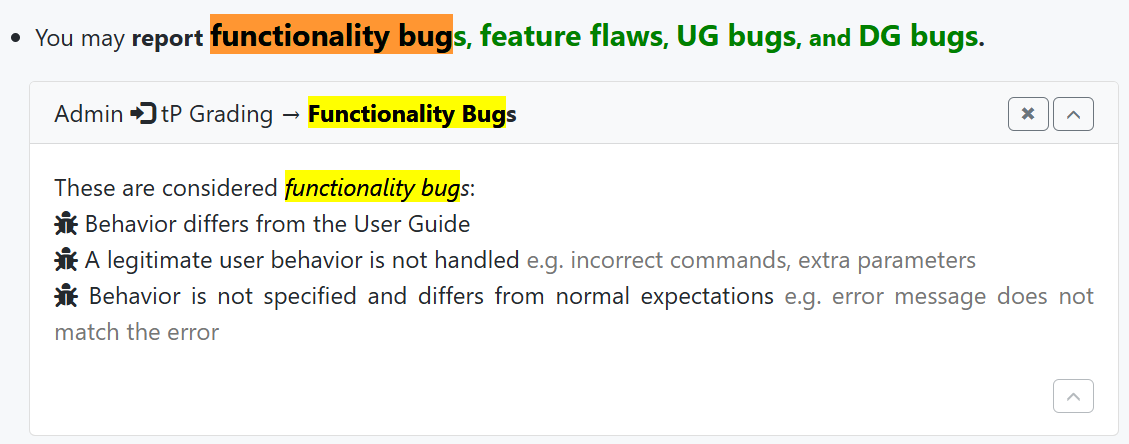 You may report functionality bugs, feature flaws, UG bugs, and DG bugs.
Admin tP Grading → Functionality Bugs
These are considered functionality bugs:
Behavior differs from the User Guide
A legitimate user behavior is not handled e.g. incorrect commands, extra parameters
Behavior is not specified and differs from normal expectations e.g. error message does not
match the error